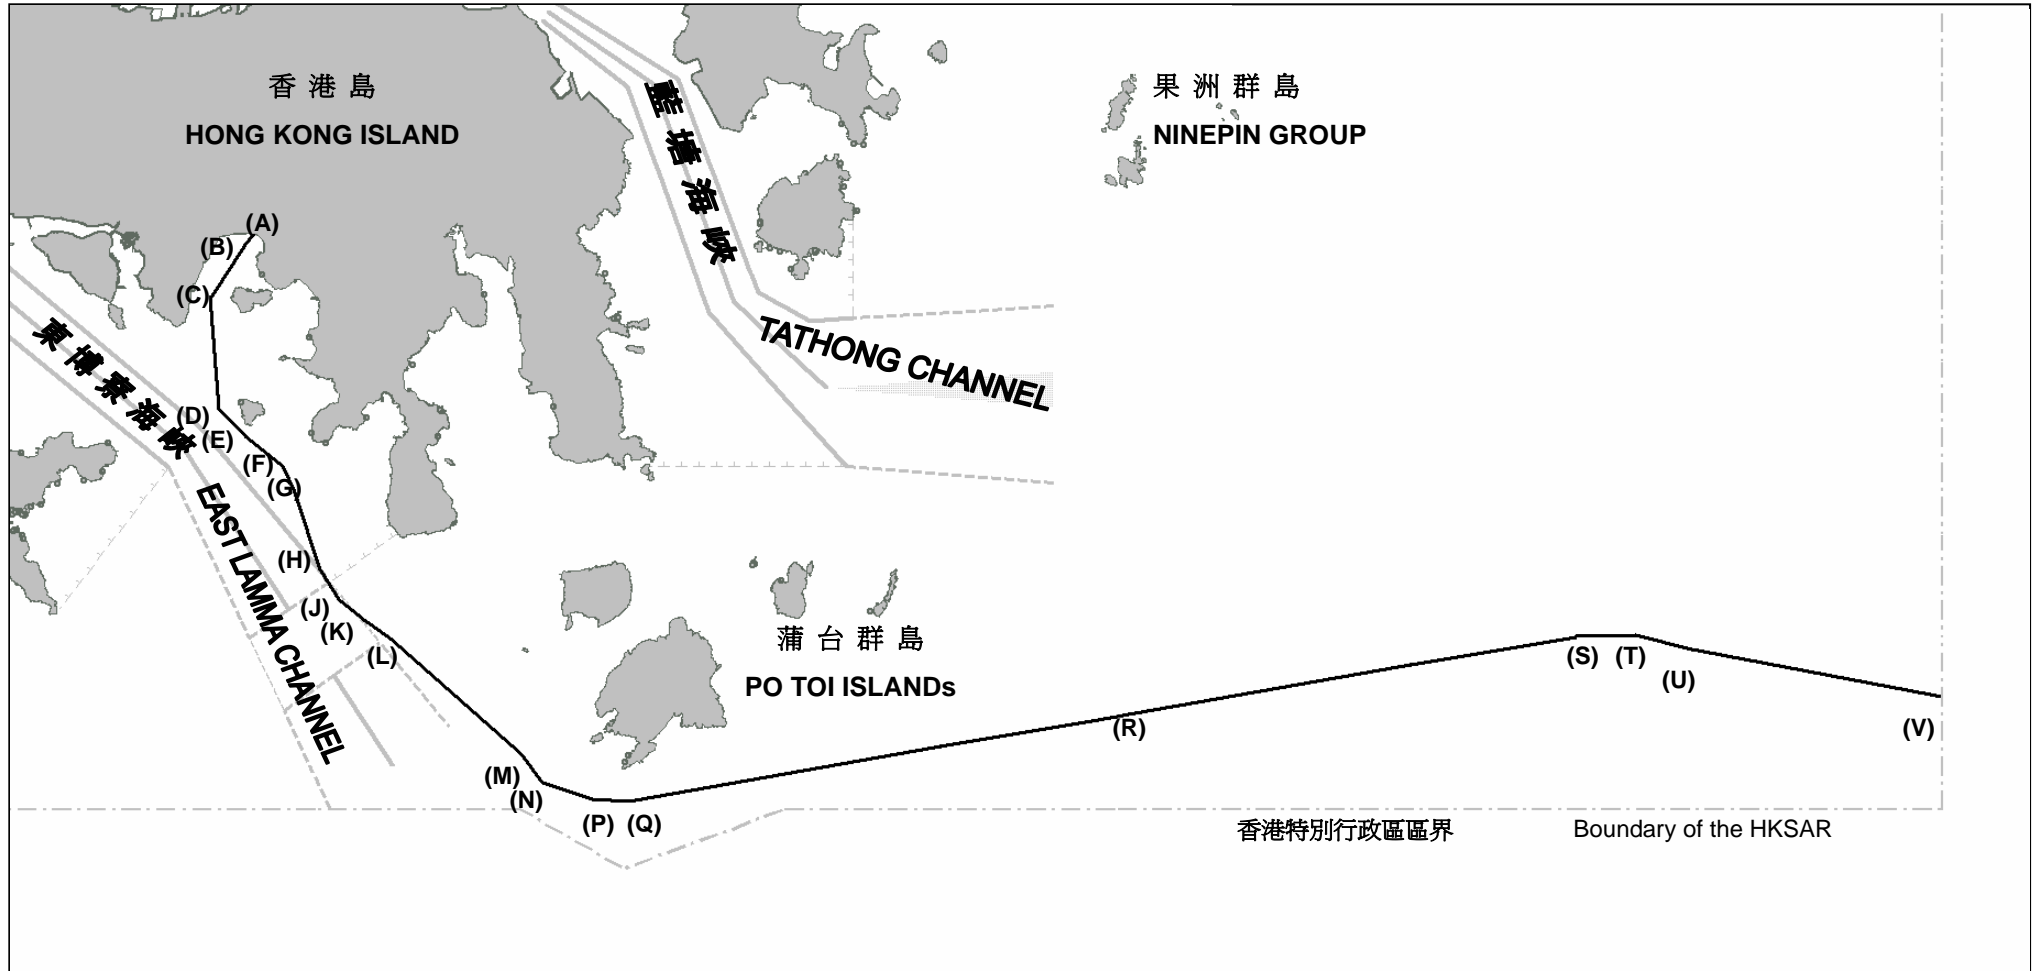 香港島
HONG KONG ISLAND
藍塘海峽
TATHONG CHANNEL
果洲群島
NINEPIN GROUP
(A)
(B)
(C)
東博寮海峽
EAST LAMMA CHANNEL
(D)
(E)
(F)
(G)
(H)
(J)
(K)
(L)
蒲台群島
PO TOI ISLANDs
(M)
(N)
(P) (Q)
(R)
(S) (T)
(U)
(V)
香港特別行政區區界 Boundary of the HKSAR